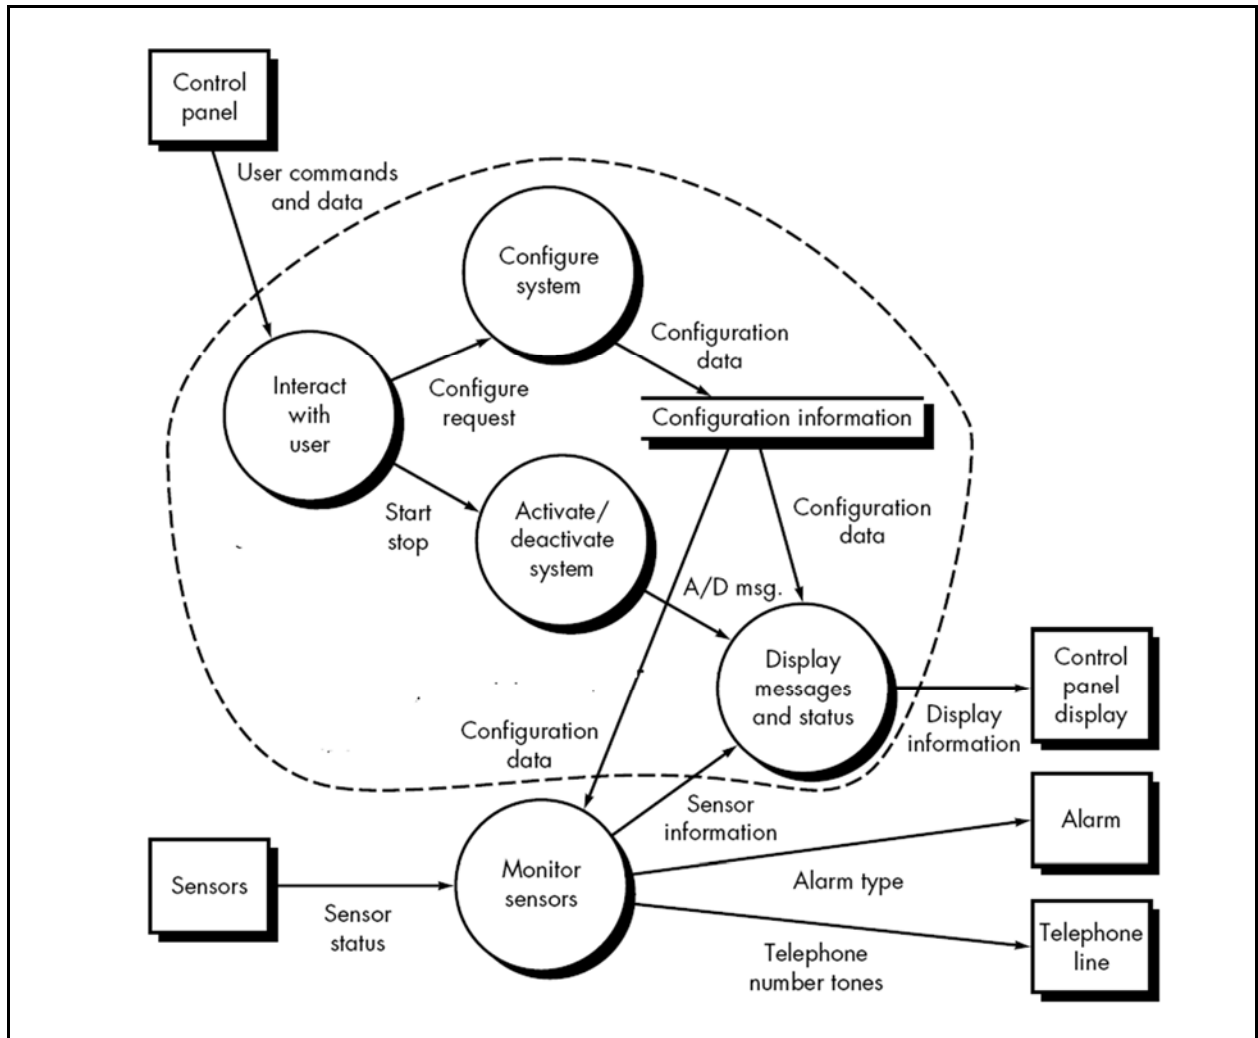 Control
panel
User commands
and data
Configure
system
Configuration
data
Interact
with
user
Configure
request
Configuration information
Start
stop
Activate/
deactivate
system
Configuration
data
A/D msg.
Display
messages
and status
Control
panel
display
Display
information
Configuration
data
Sensor
information
Alarm
Monitor
sensors
Sensors
Alarm type
Sensor
status
Telephone
line
Telephone
number tones